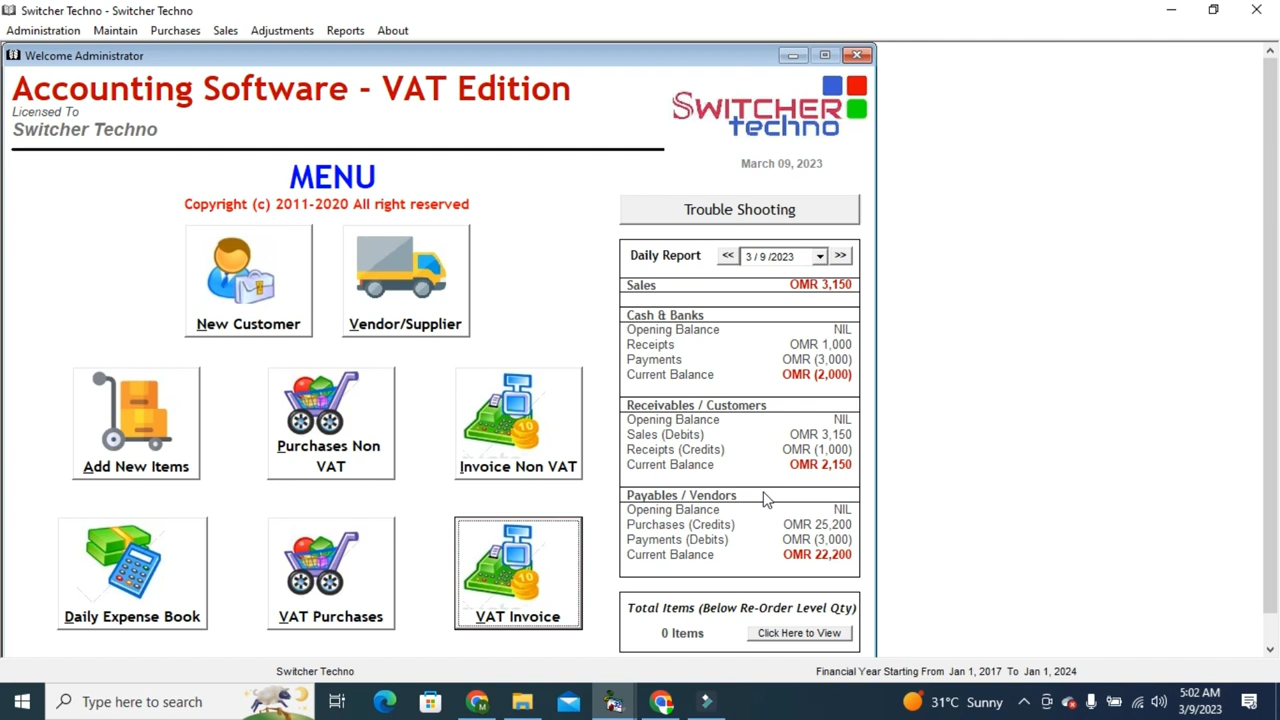 Switcher Techno - Switcher Techno
Administration Maintain Purchases Sales Adjustments Reports About
Welcome Administrator
Accounting Software - VAT Edition
Licensed To
Switcher Techno
SWITCHER
techno
March 09, 2023
MENU
Copyright (c) 2011-2020 All right reserved
New Customer
Vendor/Supplier
Add New Items
Purchases Non
VAT
Invoice Non VAT
Daily Expense Book
VAT Purchases
VAT Invoice
Trouble Shooting
Daily Report << 3 / 9 /2023 >>
Sales OMR 3,150
Cash & Banks
Opening Balance NIL
Receipts OMR 1,000
Payments OMR (3,000)
Current Balance OMR (2,000)
Receivables / Customers
Opening Balance NIL
Sales (Debits) OMR 3,150
Receipts (Credits) OMR (1,000)
Current Balance OMR 2,150
Payables / Vendors
Opening Balance NIL
Purchases (Credits) OMR 25,200
Payments (Debits) OMR (3,000)
Current Balance OMR 22,200
Total Items (Below Re-Order Level Qty)
0 Items Click Here to View
Switcher Techno Financial Year Starting From Jan 1, 2017 To Jan 1, 2024
Type here to search
31°C Sunny
5:02 AM
3/9/2023